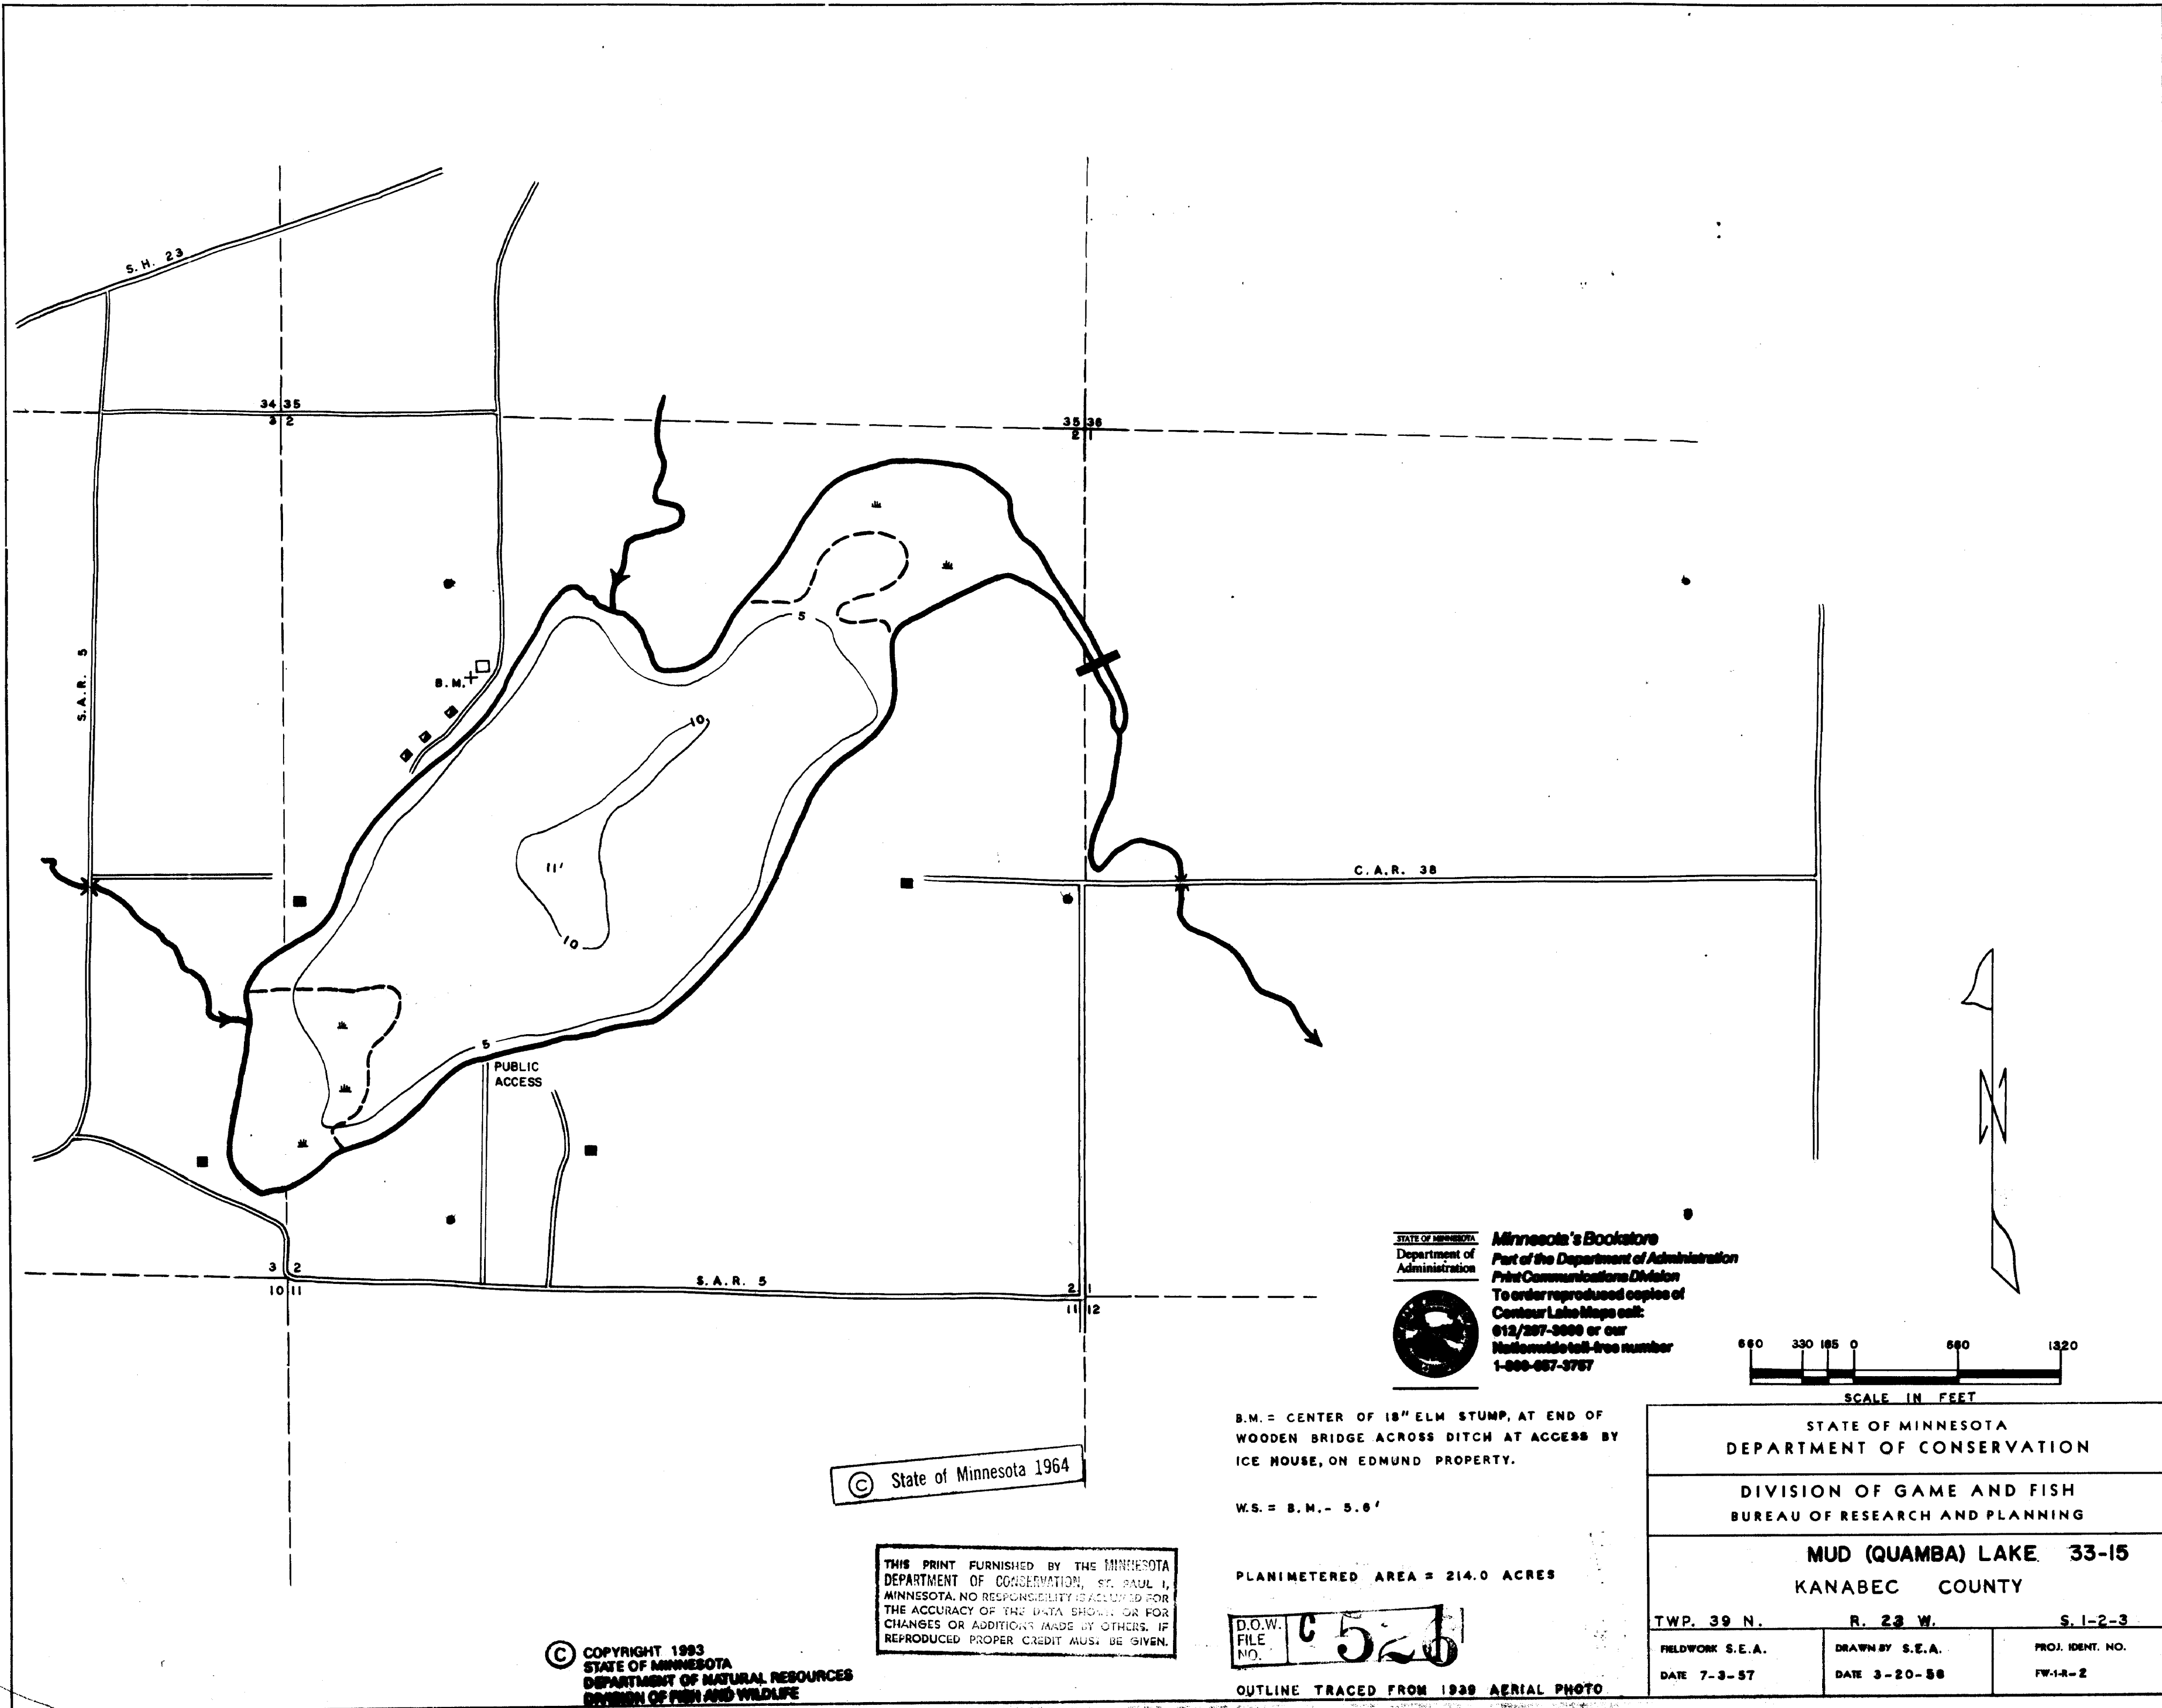 S. H. 23
34 35
3 2
35 36
2 1
5
S.A.R. 5
B.M.
10
11'
C.A.R. 38
10
5
PUBLIC
ACCESS
3 2
10 11
S.A.R. 5
2 1
11 12
STATE OF MINNESOTA
Department of
Administration
Minnesota's Bookstore
Part of the Department of Administration
Print Communications Division
To order reproduced copies of
Contour Lake Maps call:
or our
Nationwide toll-free number
660 330 165 0 660 1320
SCALE IN FEET
B.M. = CENTER OF 18" ELM STUMP, AT END OF
WOODEN BRIDGE ACROSS DITCH AT ACCESS BY
ICE HOUSE, ON EDMUND PROPERTY.
W.S. = B.M. - 5.6'
PLANIMETERED AREA = 214.0 ACRES
© State of Minnesota 1964
THIS PRINT FURNISHED BY THE MINNESOTA
DEPARTMENT OF CONSERVATION, ST. PAUL 1,
MINNESOTA. NO RESPONSIBILITY IS ASSUMED FOR
THE ACCURACY OF THE DATA SHOWN OR FOR
CHANGES OR ADDITIONS MADE BY OTHERS. IF
REPRODUCED PROPER CREDIT MUST BE GIVEN.
D.O.W.
FILE
NO.
C
OUTLINE TRACED FROM 1939 AERIAL PHOTO
© COPYRIGHT 1993
STATE OF MINNESOTA
DEPARTMENT OF NATURAL RESOURCES
DIVISION OF FISH AND WILDLIFE
STATE OF MINNESOTA
DEPARTMENT OF CONSERVATION
DIVISION OF GAME AND FISH
BUREAU OF RESEARCH AND PLANNING
MUD (QUAMBA) LAKE 33-15
KANABEC COUNTY
TWP. 39 N. R. 23 W. S. 1-2-3
FIELDWORK S.E.A. DRAWN BY S.E.A. PROJ. IDENT. NO.
DATE 7-3-57 DATE 3-20-58 FW-1-R-2